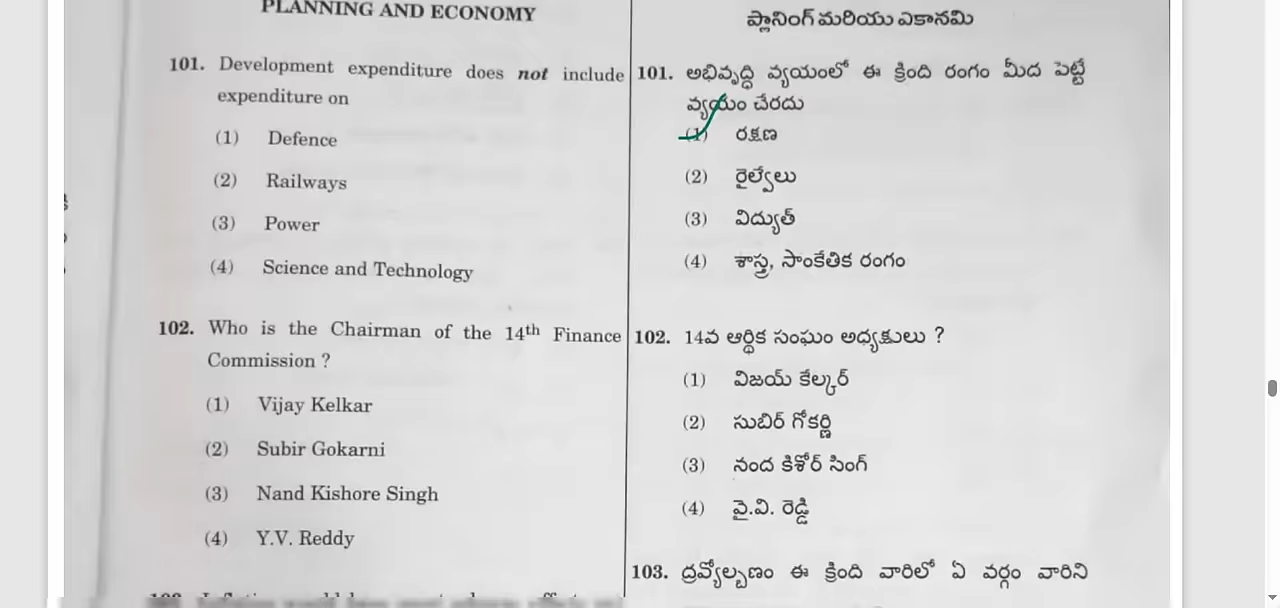 PLANNING AND ECONOMY
101. Development expenditure does not include
expenditure on
(1) Defence
(2) Railways
(3) Power
(4) Science and Technology
102. Who is the Chairman of the 14th Finance
Commission ?
(1) Vijay Kelkar
(2) Subir Gokarni
(3) Nand Kishore Singh
(4) Y.V. Reddy
ప్లానింగ్ మరియు ఎకానమి
101. అభివృద్ధి వ్యయంలో ఈ క్రింది రంగం మీద పెట్టే
వ్యయం చేరదు
(1) రక్షణ
(2) రైల్వేలు
(3) విద్యుత్
(4) శాస్త్ర, సాంకేతిక రంగం
102. 14వ ఆర్థిక సంఘం అధ్యక్షులు ?
(1) విజయ్ కేల్కర్
(2) సుబిర్ గోకర్ణి
(3) నంద కిశోర్ సింగ్
(4) వై.వి. రెడ్డి
103. ద్రవ్యోల్బణం ఈ క్రింది వారిలో ఏ వర్గం వారిని